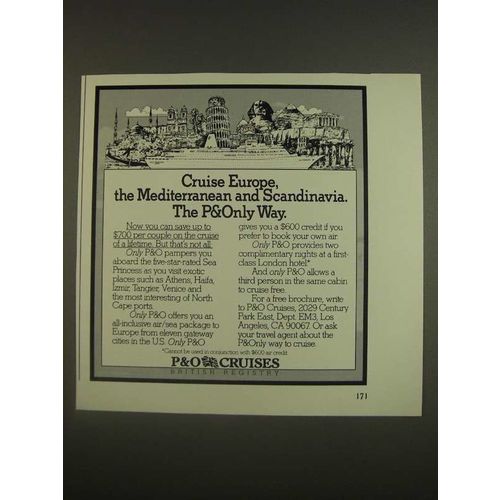 Cruise Europe,
the Mediterranean and Scandinavia.
The P&Only Way.
Now you can save up to
$700 per couple on the cruise
of a lifetime. But that's not all.
Only P&O pampers you
aboard the five-star-rated Sea
Princess as you visit exotic
places such as Athens, Haifa,
Izmir, Tangier, Venice and
the most interesting of North
Cape ports.
Only P&O offers you an
all-inclusive air/sea package to
Europe from eleven gateway
cities in the U.S. Only P&O
gives you a $600 credit if you
prefer to book your own air.
Only P&O provides two
complimentary nights at a first-
class London hotel.*
And only P&O allows a
third person in the same cabin
to cruise free.
For a free brochure, write
to P&O Cruises, 2029 Century
Park East, Dept. EM3, Los
Angeles, CA 90067. Or ask
your travel agent about the
P&Only way to cruise.
*Cannot be used in conjunction with $600 air credit.
P&O CRUISES
BRITISH REGISTRY
171